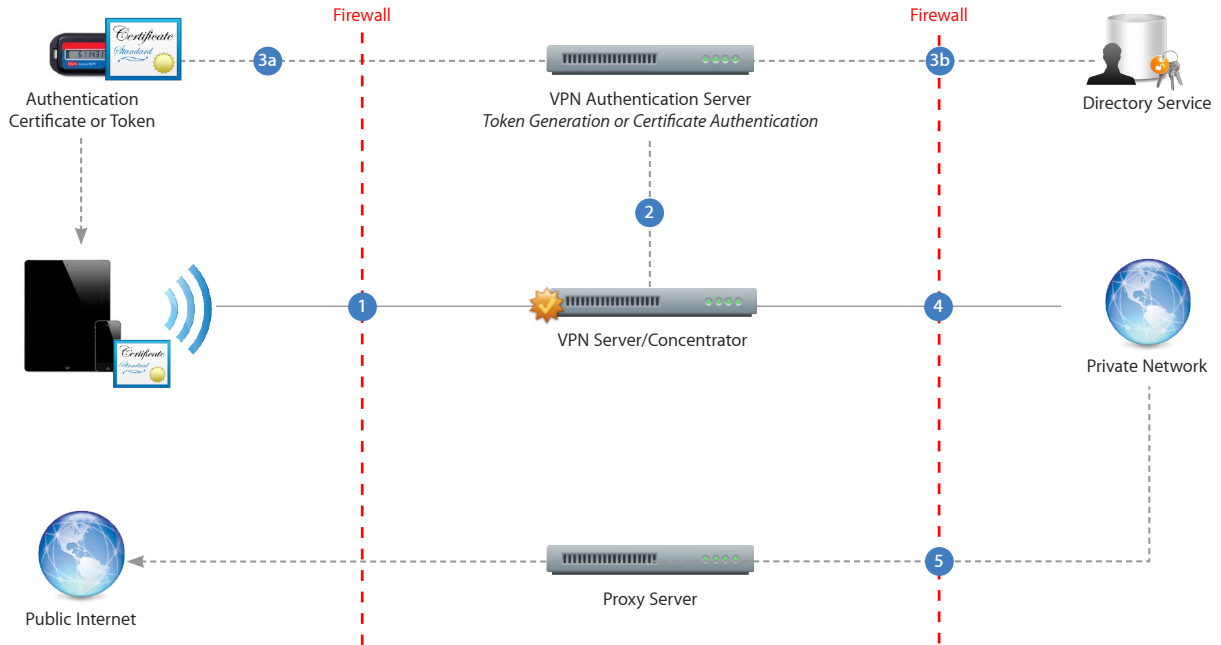 Firewall
Firewall
Certificate
Standard
3a
3b
Authentication
Certificate or Token
VPN Authentication Server
Token Generation or Certificate Authentication
Directory Service
2
1
4
Certificate
Standard
VPN Server/Concentrator
Private Network
5
Proxy Server
Public Internet